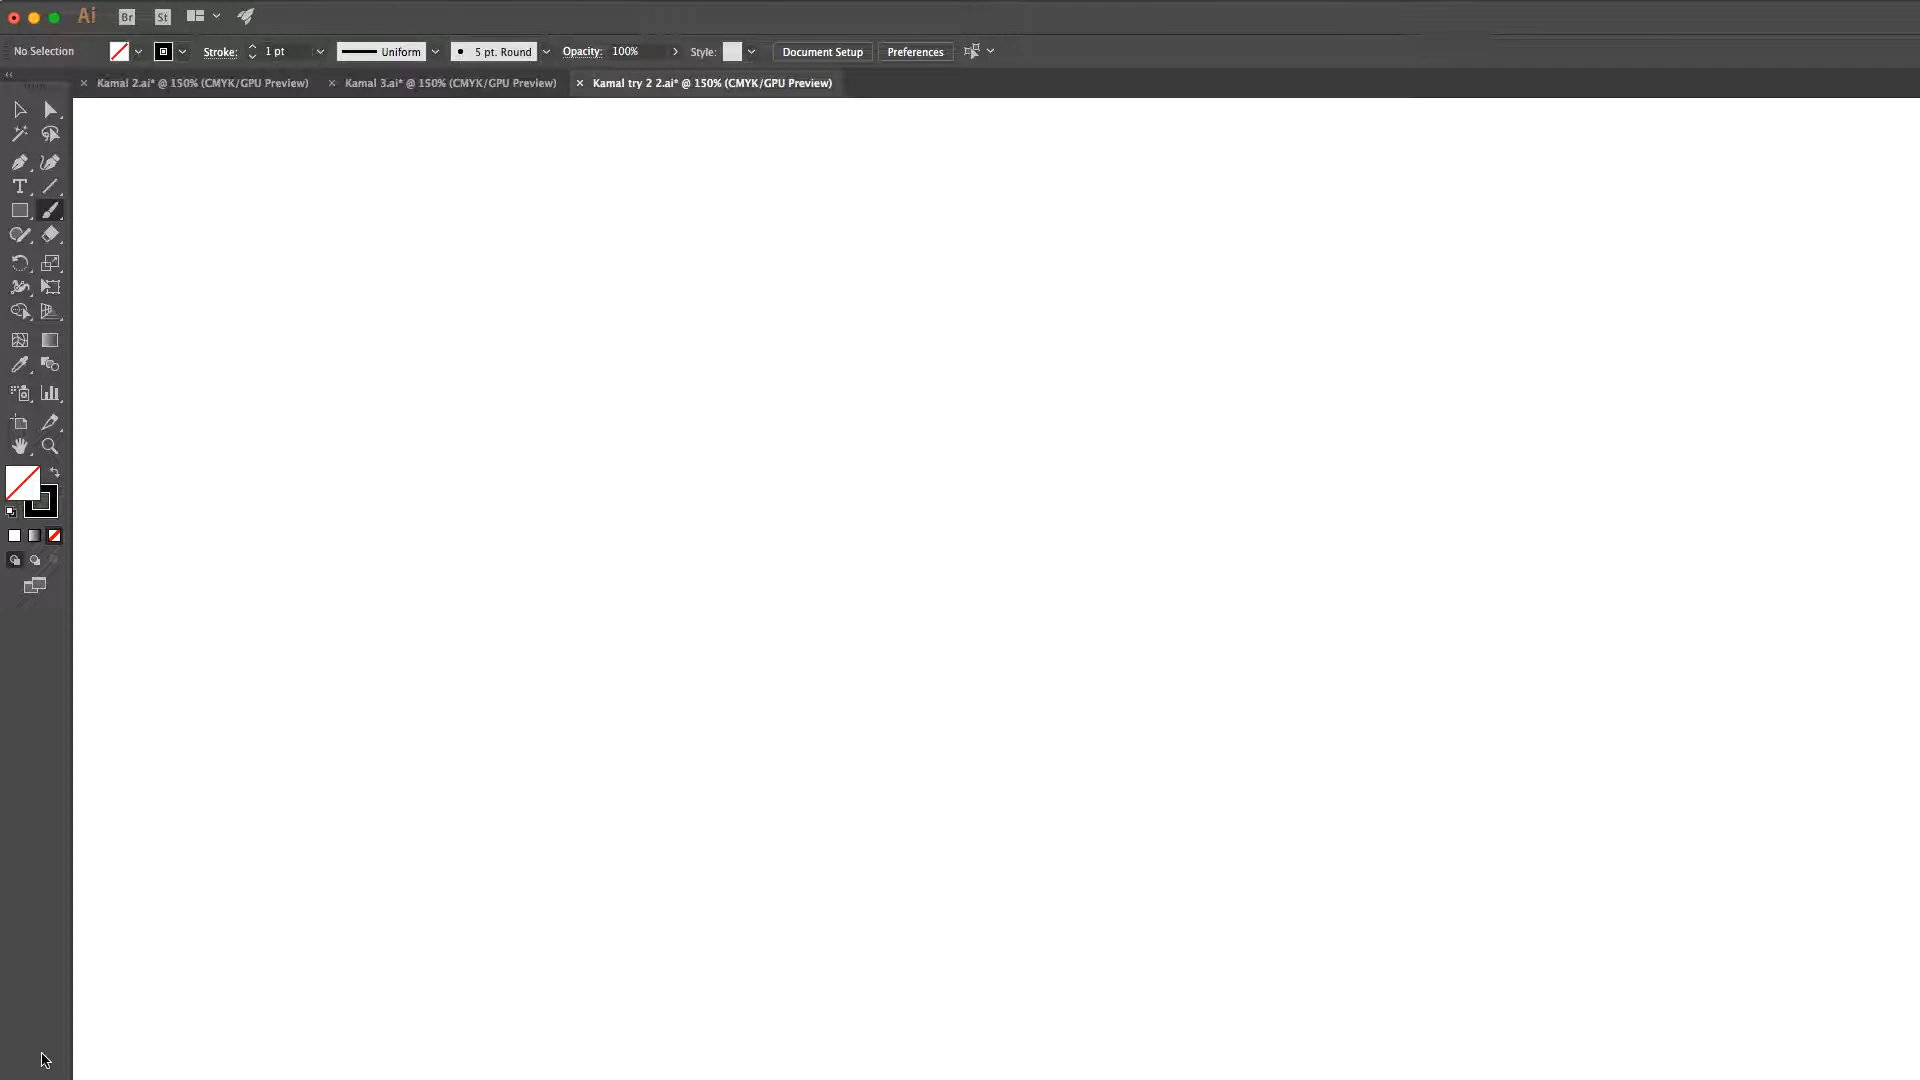 Ai Br St
No Selection Stroke: 1 pt Uniform 5 pt. Round Opacity: 100% Style: Document Setup Preferences
Kamal 2.ai* @ 150% (CMYK/GPU Preview) Kamal 3.ai* @ 150% (CMYK/GPU Preview) Kamal try 2 2.ai* @ 150% (CMYK/GPU Preview)